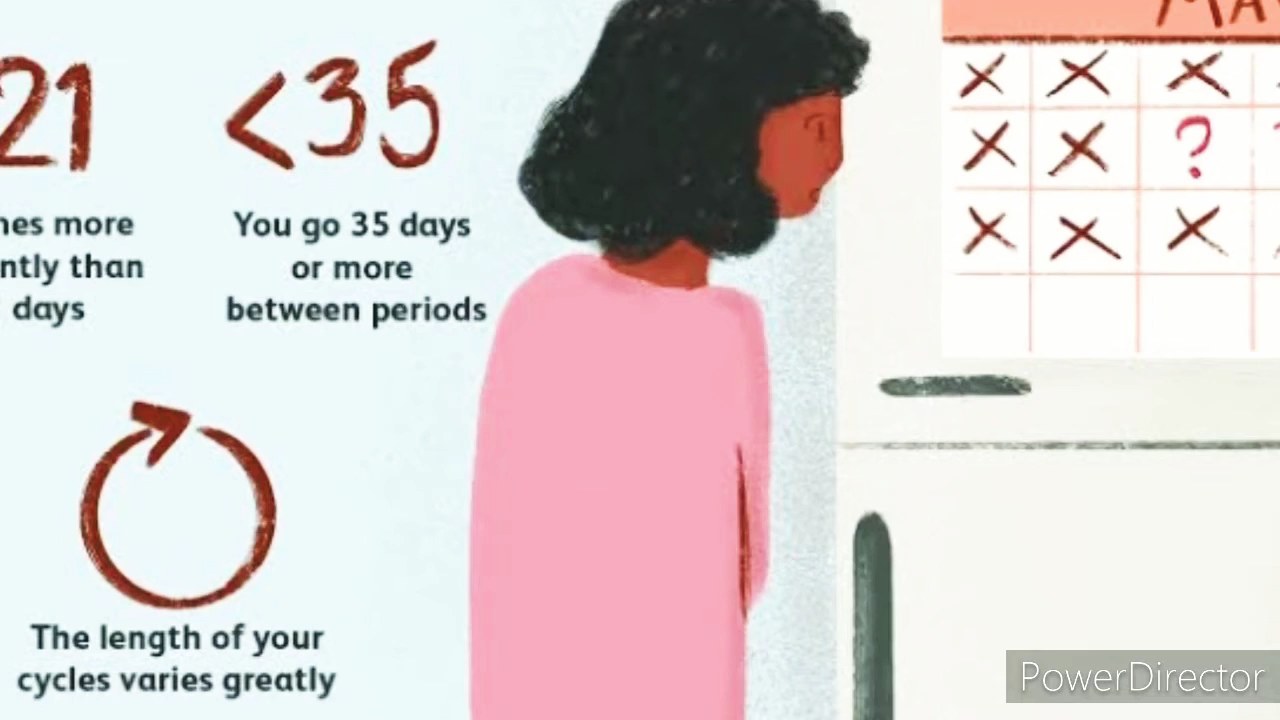 21
<35
nes more
ntly than
days
You go 35 days
or more
between periods
The length of your
cycles varies greatly
MAY
?
PowerDirector